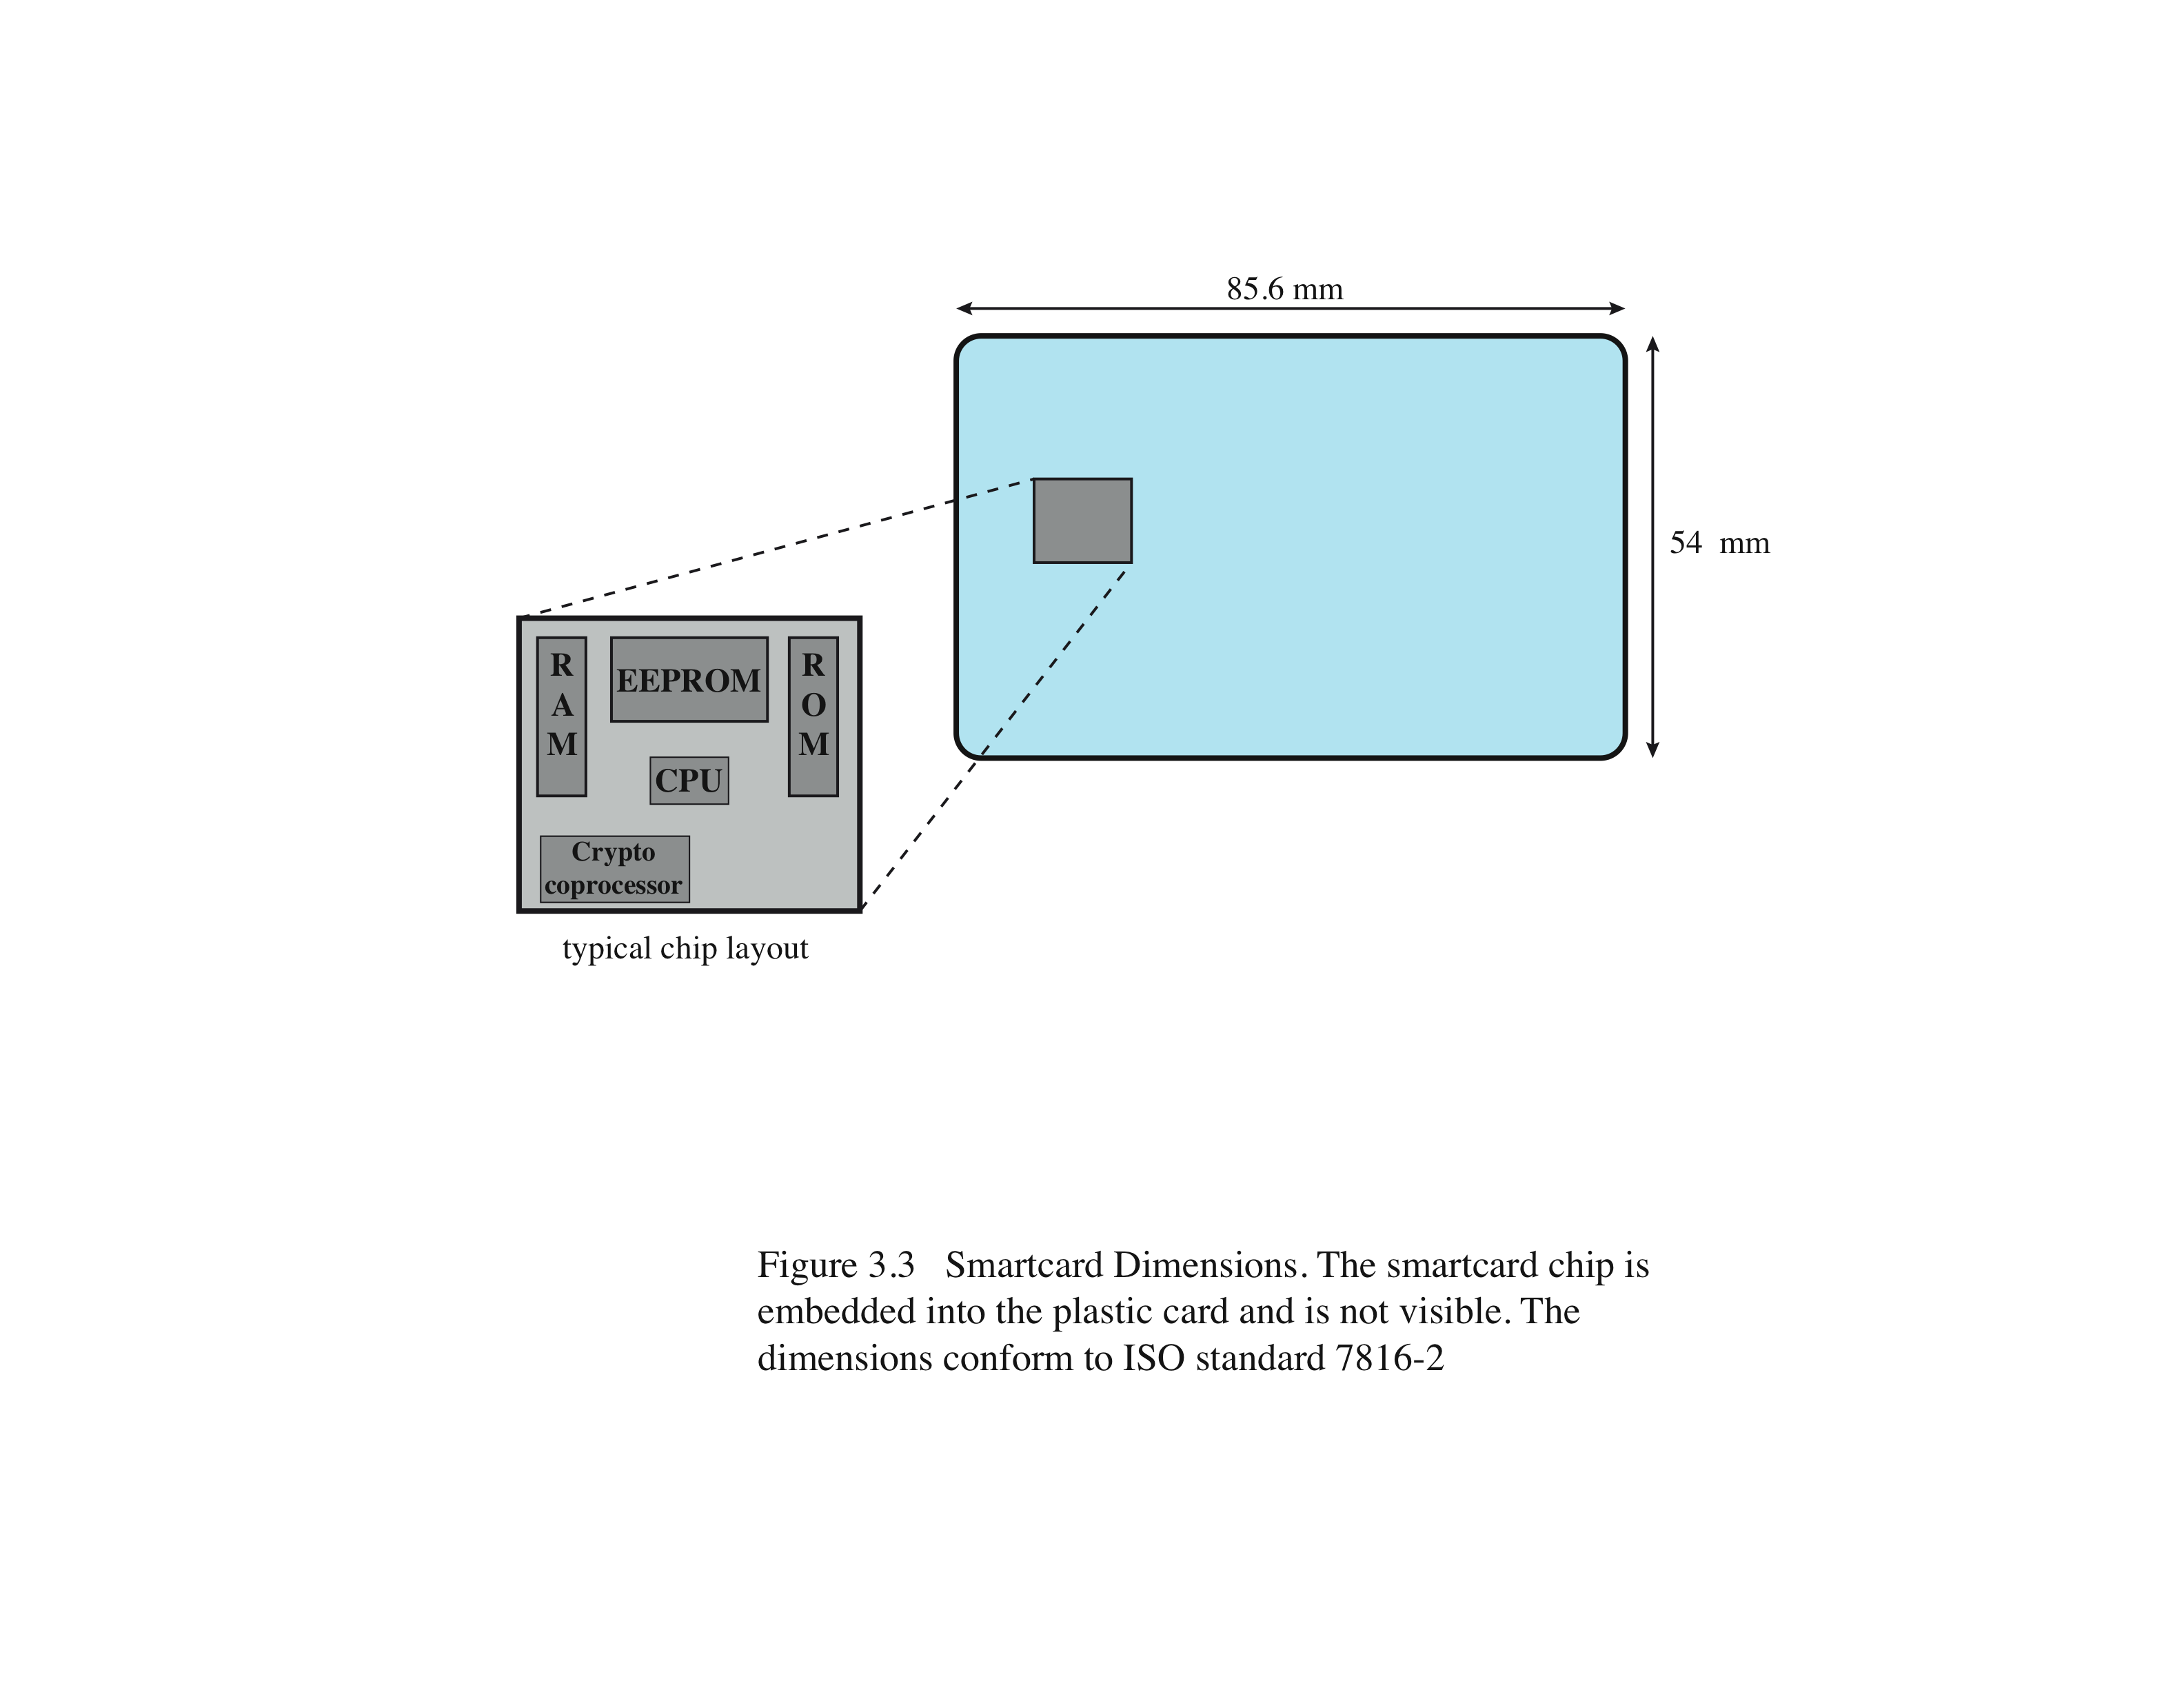 85.6 mm
54 mm
RAM
EEPROM
ROM
CPU
Crypto
coprocessor
typical chip layout
Figure 3.3 Smartcard Dimensions. The smartcard chip is
embedded into the plastic card and is not visible. The
dimensions conform to ISO standard 7816-2